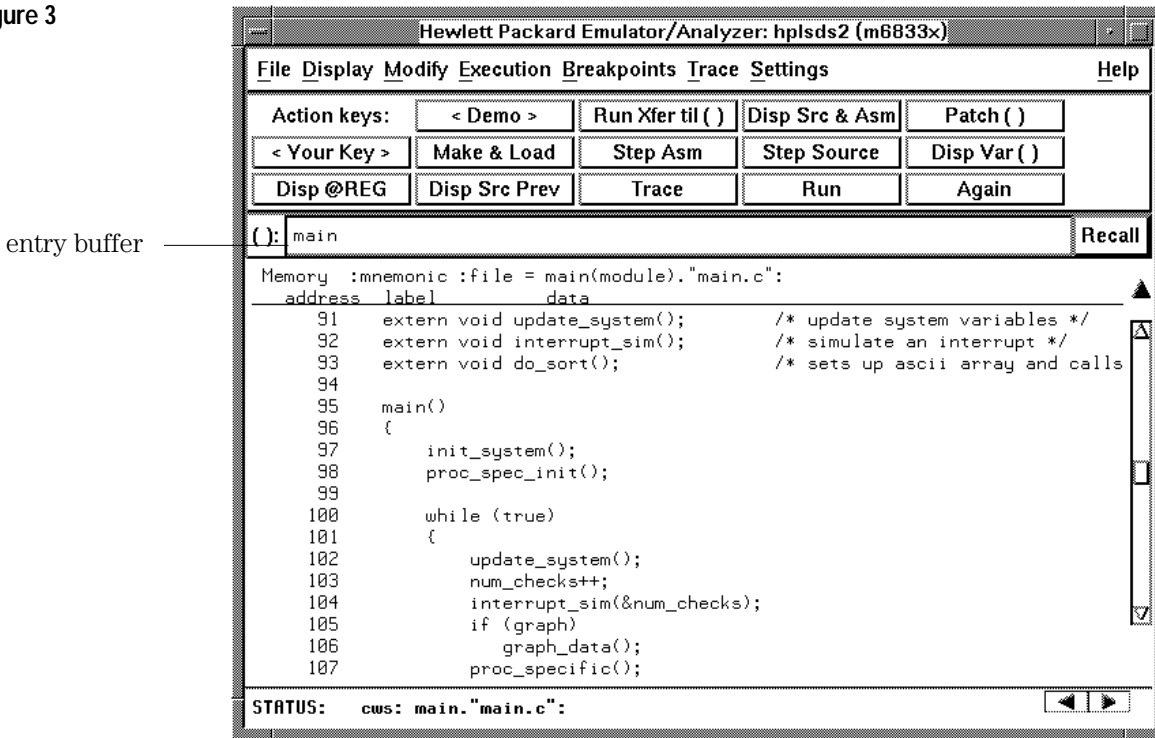 gure 3
Hewlett Packard Emulator/Analyzer: hplsds2 (m6833x)
File Display Modify Execution Breakpoints Trace Settings Help
Action keys: < Demo > Run Xfer til ( ) Disp Src & Asm Patch ( )
< Your Key > Make & Load Step Asm Step Source Disp Var ( )
Disp @REG Disp Src Prev Trace Run Again
entry buffer ( ): main Recall
Memory :mnemonic :file = main(module)."main.c":
address label data
91 extern void update_system(); /* update system variables */
92 extern void interrupt_sim(); /* simulate an interrupt */
93 extern void do_sort(); /* sets up ascii array and calls
94
95 main()
96 {
97 init_system();
98 proc_spec_init();
99
100 while (true)
101 {
102 update_system();
103 num_checks++;
104 interrupt_sim(&num_checks);
105 if (graph)
106 graph_data();
107 proc_specific();
STATUS: cws: main."main.c":